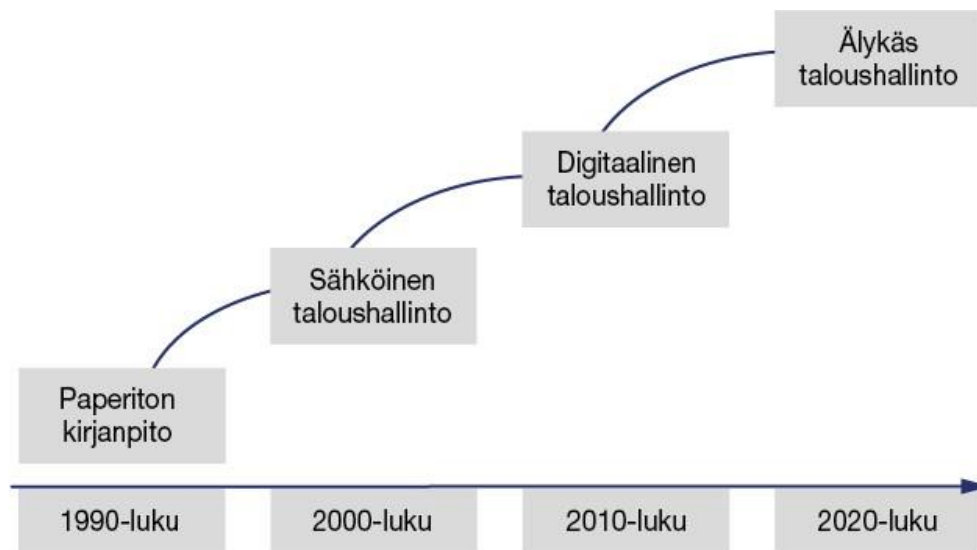 Älykäs
taloushallinto
Digitaalinen
taloushallinto
Sähköinen
taloushallinto
Paperiton
kirjanpito
1990-luku
2000-luku
2010-luku
2020-luku